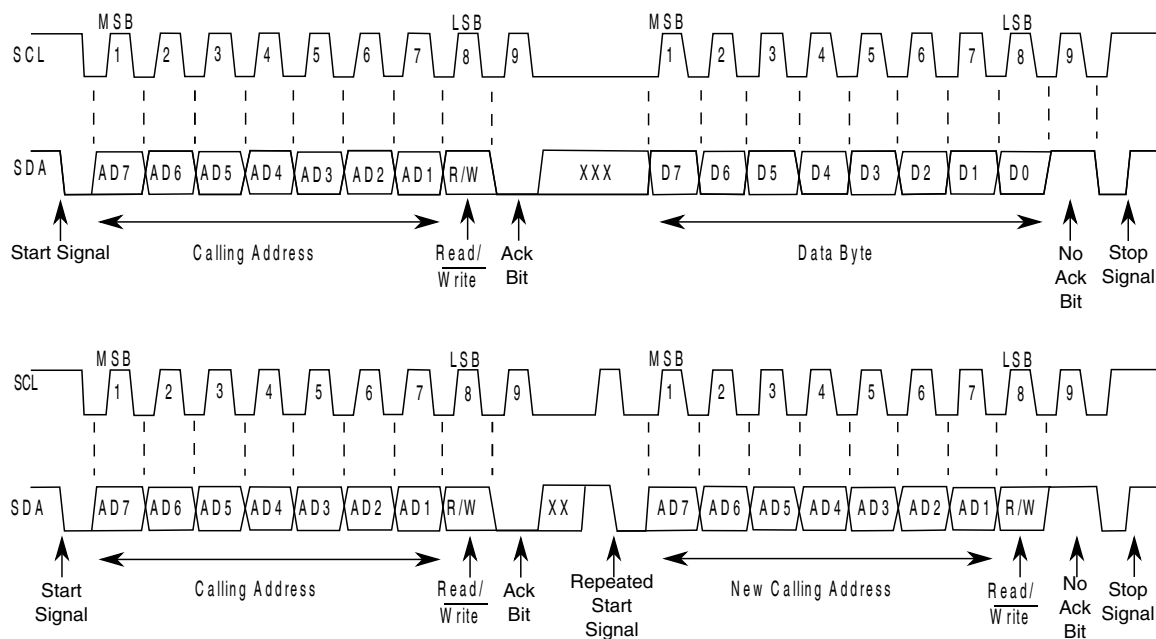 MSB LSB MSB LSB
SCL 1 2 3 4 5 6 7 8 9 1 2 3 4 5 6 7 8 9
SDA AD7 AD6 AD5 AD4 AD3 AD2 AD1 R/W XXX D7 D6 D5 D4 D3 D2 D1 D0
Start Signal Calling Address Read/ Ack Data Byte No Stop
Write Bit Ack Signal
Bit
MSB LSB MSB LSB
SCL 1 2 3 4 5 6 7 8 9 1 2 3 4 5 6 7 8 9
SDA AD7 AD6 AD5 AD4 AD3 AD2 AD1 R/W XX AD7 AD6 AD5 AD4 AD3 AD2 AD1 R/W
Start Calling Address Read/ Ack Repeated New Calling Address Read/ No Stop
Signal Write Bit Start Write Ack Signal
Signal Bit